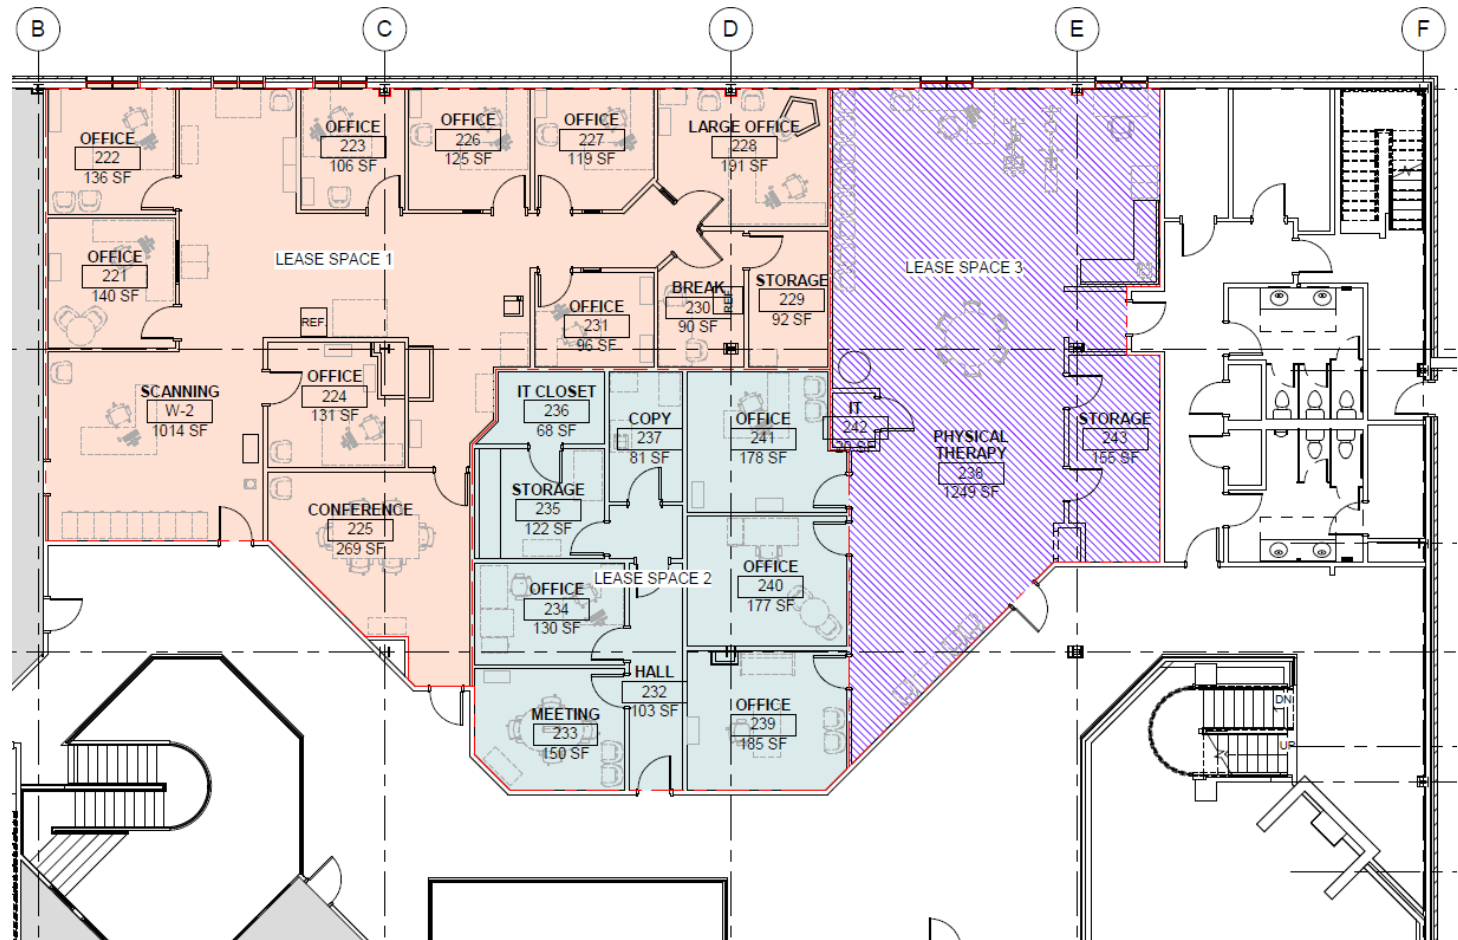 B
C
D
E
F
OFFICE
222
136 SF
OFFICE
223
106 SF
OFFICE
226
125 SF
OFFICE
227
119 SF
LARGE OFFICE
228
191 SF
OFFICE
221
140 SF
LEASE SPACE 1
REF
OFFICE
231
96 SF
BREAK
230
90 SF
REF
STORAGE
229
92 SF
LEASE SPACE 3
SCANNING
W-2
1014 SF
OFFICE
224
131 SF
CONFERENCE
225
269 SF
IT CLOSET
236
68 SF
COPY
237
81 SF
OFFICE
241
178 SF
IT
242
20 SF
PHYSICAL
THERAPY
238
1249 SF
STORAGE
243
155 SF
STORAGE
235
122 SF
LEASE SPACE 2
OFFICE
234
130 SF
OFFICE
240
177 SF
HALL
232
103 SF
MEETING
233
150 SF
OFFICE
239
185 SF
DN
UP